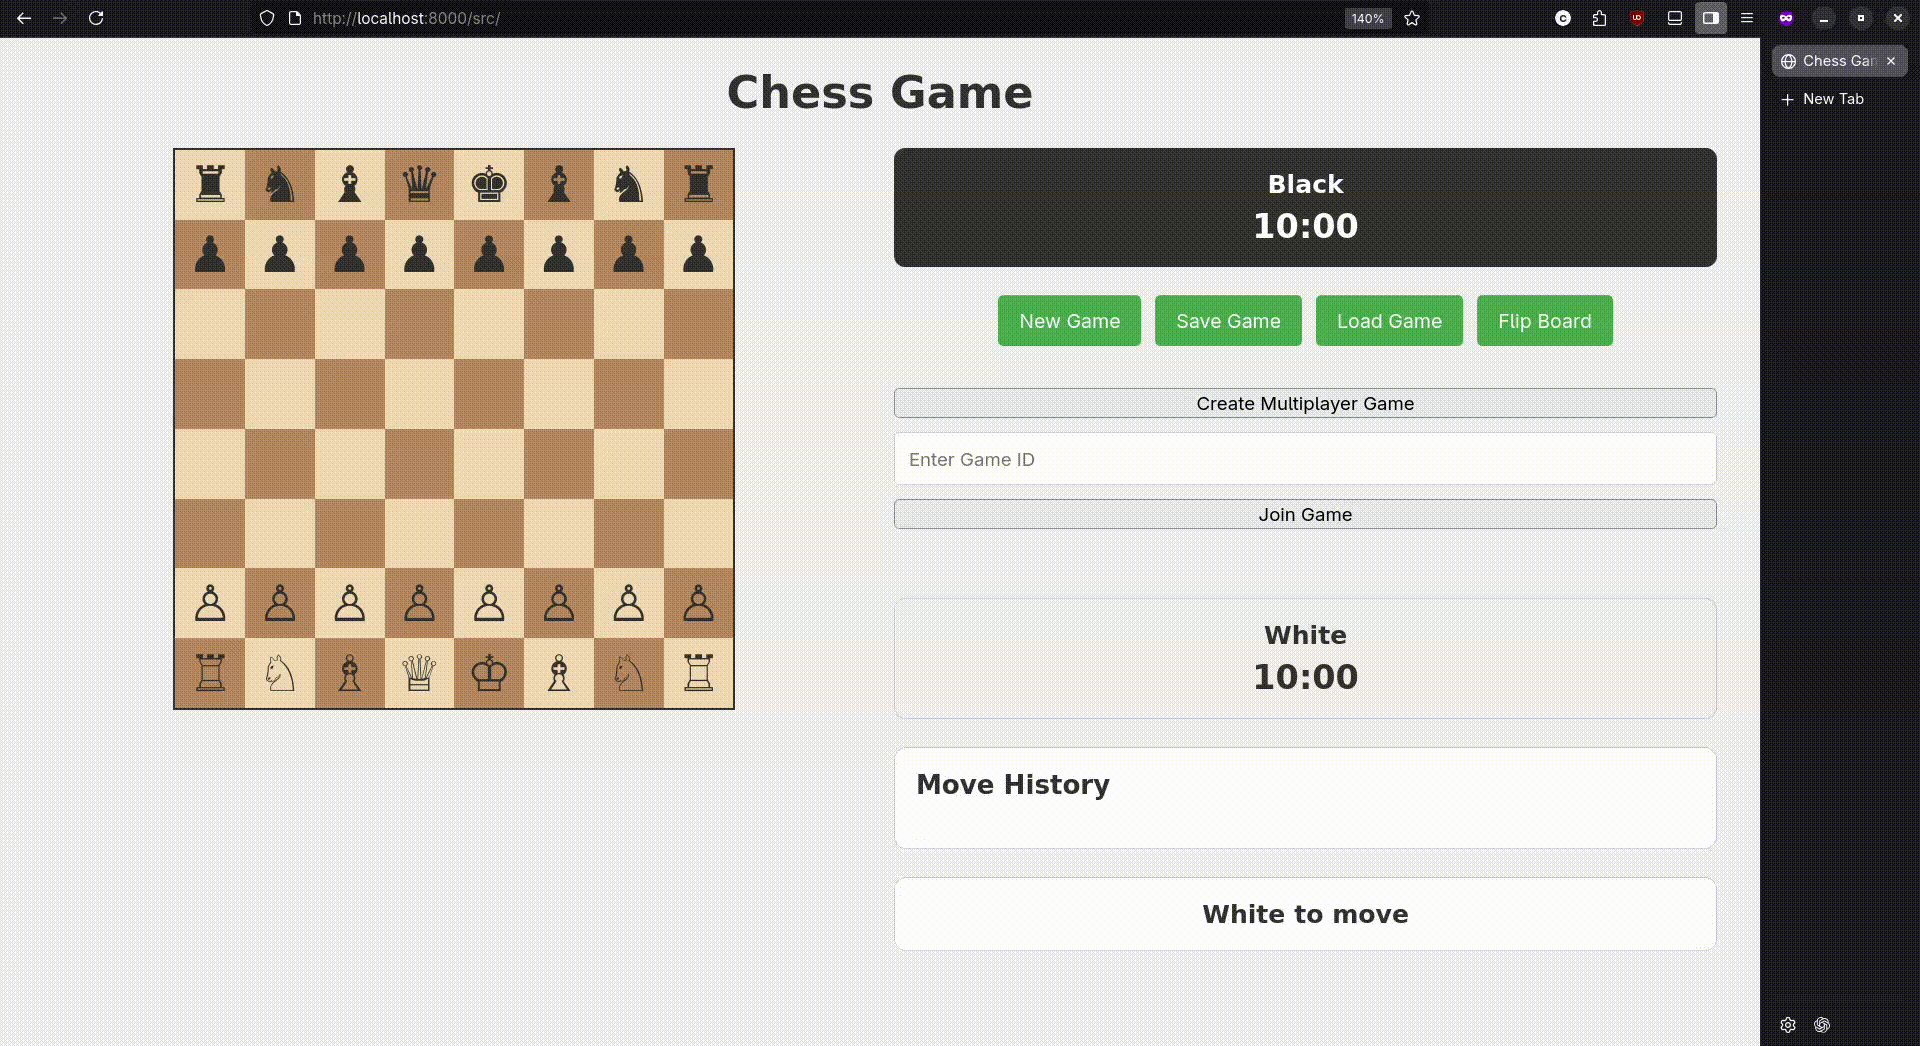 http://localhost:8000/src/
140%
Chess Gan
New Tab
Chess Game
Black
10:00
New Game
Save Game
Load Game
Flip Board
Create Multiplayer Game
Enter Game ID
Join Game
White
10:00
Move History
White to move